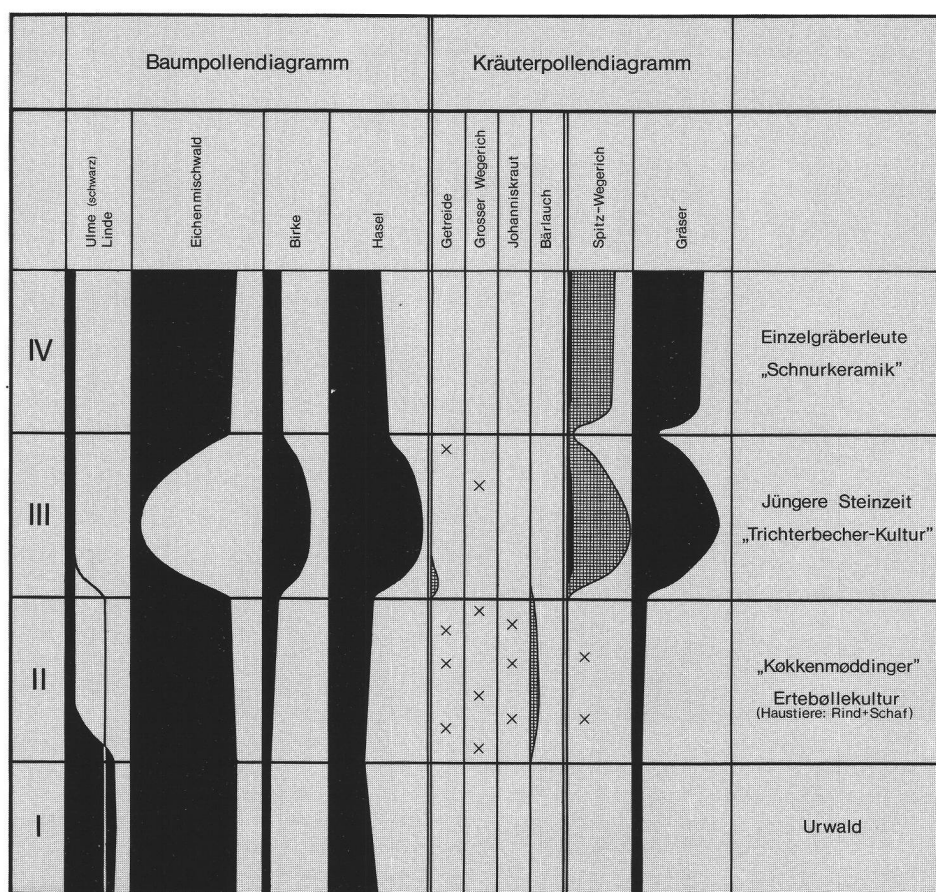 Baumpollendiagramm
Kräuterpollendiagramm
Ulme (schwarz)
Linde
Eichenmischwald
Birke
Hasel
Getreide
Grosser Wegerich
Johanniskraut
Bärlauch
Spitz-Wegerich
Gräser
IV
Einzelgräberleute
„Schnurkeramik”
III
Jüngere Steinzeit
„Trichterbecher-Kultur”
II
„Køkkenmøddinger”
Ertebøllekultur
(Haustiere: Rind+Schaf)
I
Urwald